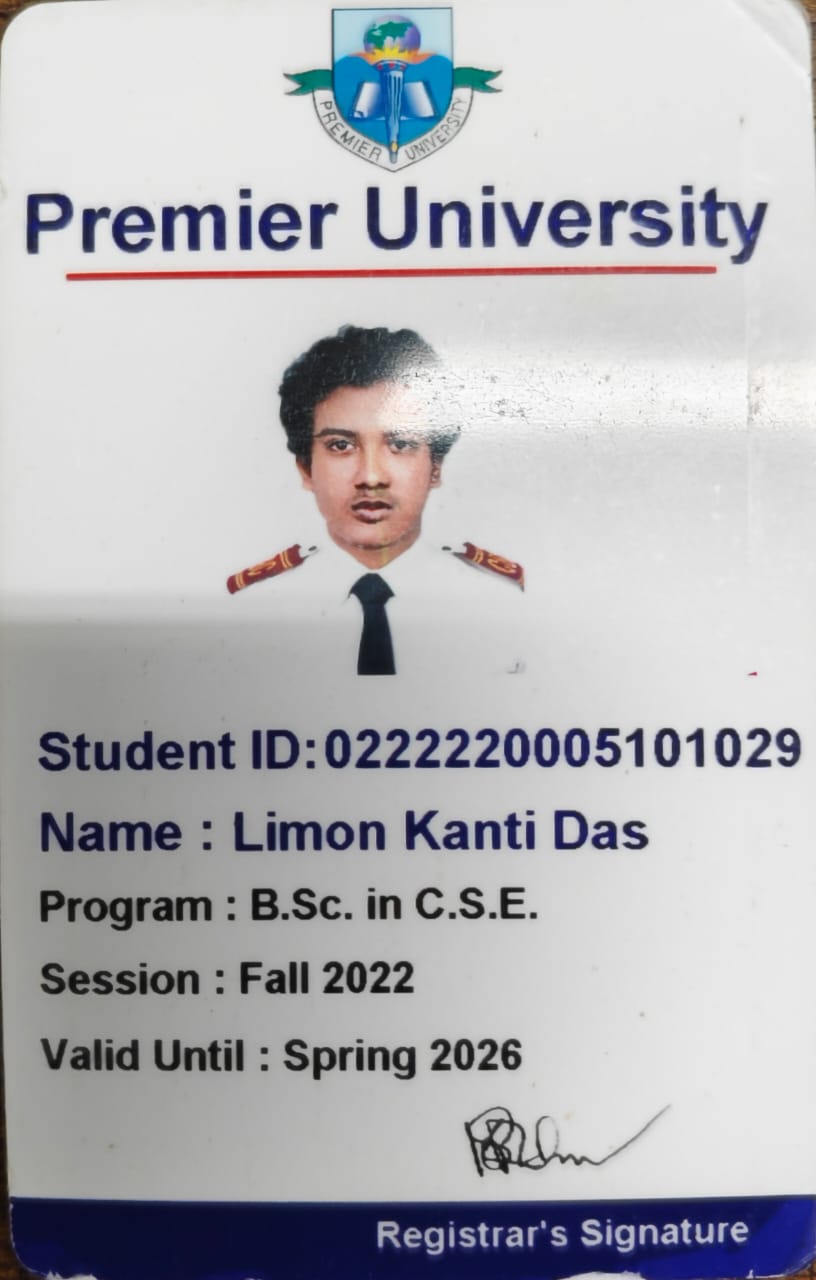 PREMIER UNIVERSITY
Premier University
Student ID:0222220005101029
Name : Limon Kanti Das
Program : B.Sc. in C.S.E.
Session : Fall 2022
Valid Until : Spring 2026
Registrar's Signature